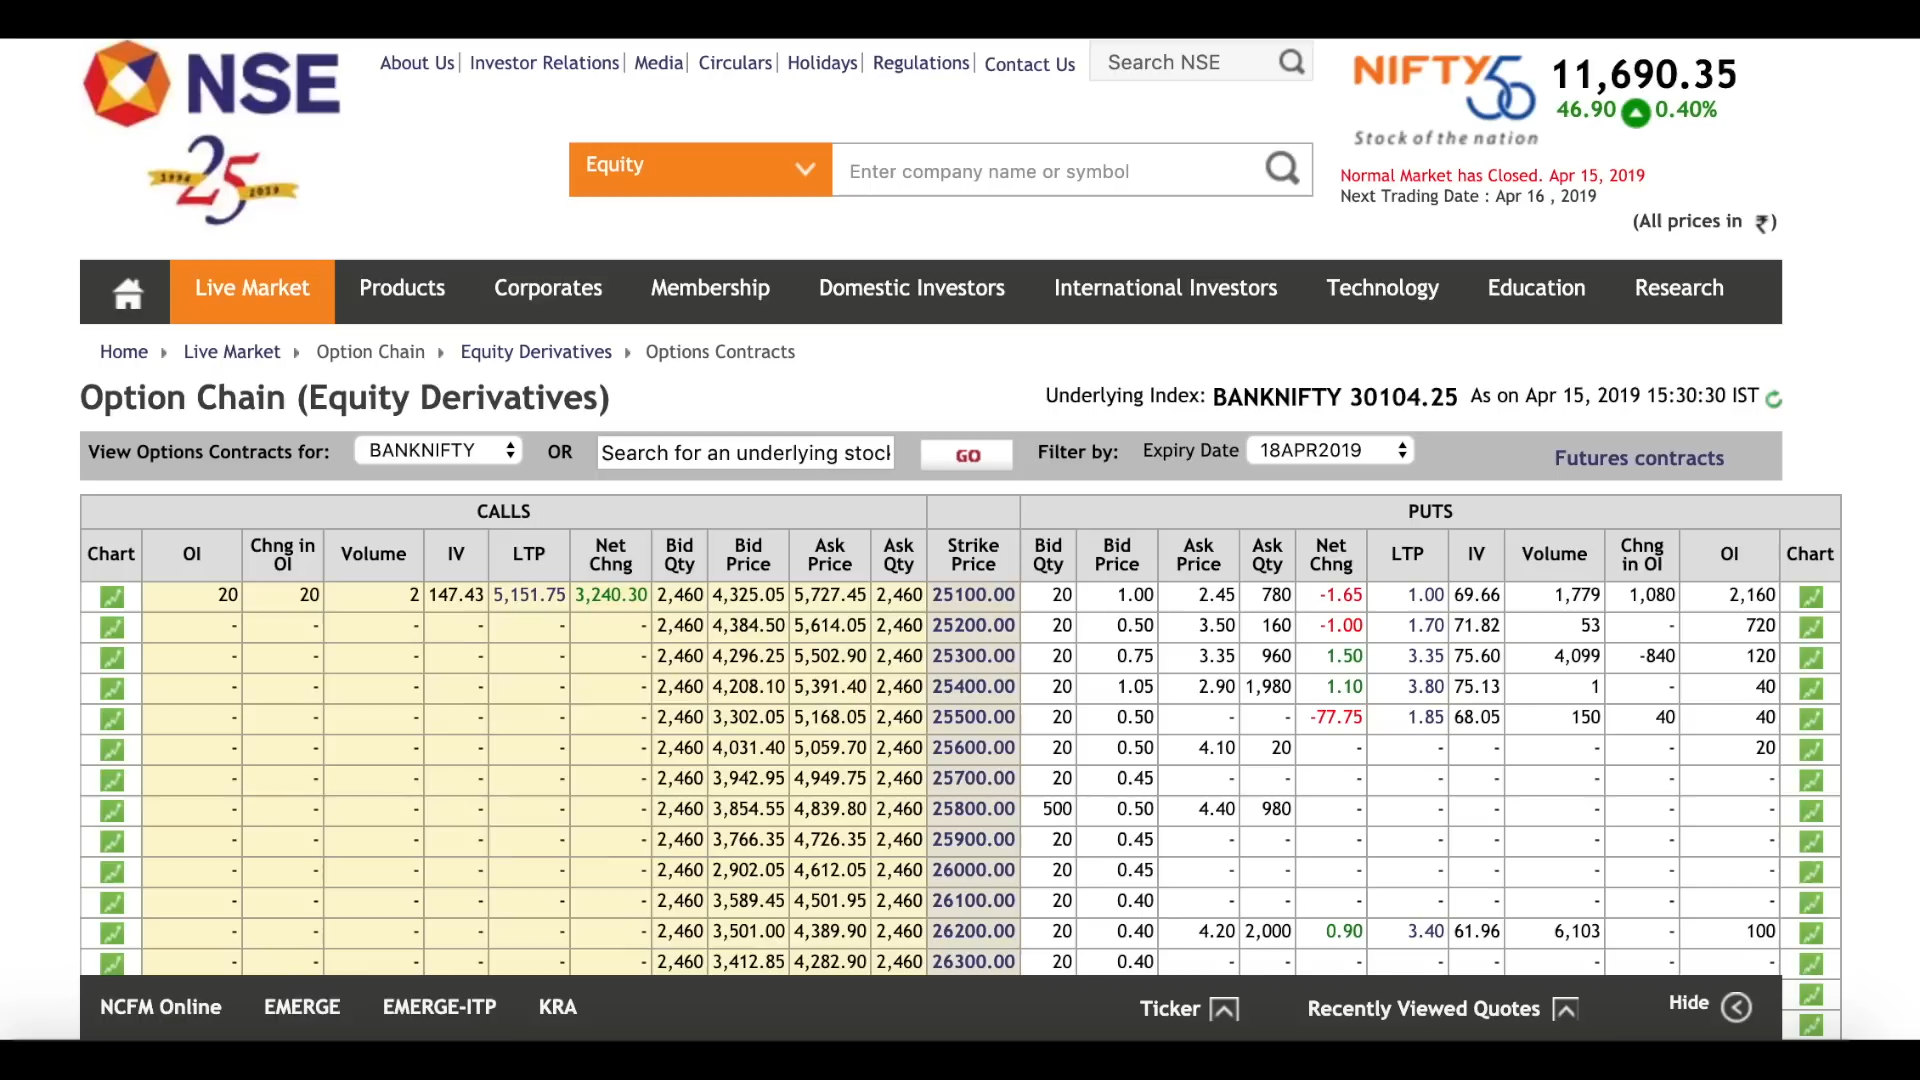 NSE
1994 25 2019
About Us| Investor Relations| Media| Circulars| Holidays| Regulations| Contact Us
Search NSE
NIFTY 50
Stock of the nation
11,690.35
46.90 0.40%
Equity
Enter company name or symbol
Normal Market has Closed. Apr 15, 2019
Next Trading Date : Apr 16 , 2019
(All prices in ₹)
Live Market Products Corporates Membership Domestic Investors International Investors Technology Education Research
Home Live Market Option Chain Equity Derivatives Options Contracts
Option Chain (Equity Derivatives)
Underlying Index: BANKNIFTY 30104.25 As on Apr 15, 2019 15:30:30 IST
View Options Contracts for: BANKNIFTY OR Search for an underlying stock GO Filter by: Expiry Date 18APR2019 Futures contracts
CALLS PUTS
Chart OI Chng in OI Volume IV LTP Net Chng Bid Qty Bid Price Ask Price Ask Qty Strike Price Bid Qty Bid Price Ask Price Ask Qty Net Chng LTP IV Volume Chng in OI OI Chart
20 20 2 147.43 5,151.75 3,240.30 2,460 4,325.05 5,727.45 2,460 25100.00 20 1.00 2.45 780 -1.65 1.00 69.66 1,779 1,080 2,160
- - - - - - 2,460 4,384.50 5,614.05 2,460 25200.00 20 0.50 3.50 160 -1.00 1.70 71.82 53 - 720
- - - - - - 2,460 4,296.25 5,502.90 2,460 25300.00 20 0.75 3.35 960 1.50 3.35 75.60 4,099 -840 120
- - - - - - 2,460 4,208.10 5,391.40 2,460 25400.00 20 1.05 2.90 1,980 1.10 3.80 75.13 1 - 40
- - - - - - 2,460 3,302.05 5,168.05 2,460 25500.00 20 0.50 - - -77.75 1.85 68.05 150 40 40
- - - - - - 2,460 4,031.40 5,059.70 2,460 25600.00 20 0.50 4.10 20 - - - - - 20
- - - - - - 2,460 3,942.95 4,949.75 2,460 25700.00 20 0.45 - - - - - - - -
- - - - - - 2,460 3,854.55 4,839.80 2,460 25800.00 500 0.50 4.40 980 - - - - - -
- - - - - - 2,460 3,766.35 4,726.35 2,460 25900.00 20 0.45 - - - - - - - -
- - - - - - 2,460 2,902.05 4,612.05 2,460 26000.00 20 0.45 - - - - - - - -
- - - - - - 2,460 3,589.45 4,501.95 2,460 26100.00 20 0.40 - - - - - - - -
- - - - - - 2,460 3,501.00 4,389.90 2,460 26200.00 20 0.40 4.20 2,000 0.90 3.40 61.96 6,103 - 100
- - - - - - 2,460 3,412.85 4,282.90 2,460 26300.00 20 0.40 - - - - - - - -
NCFM Online EMERGE EMERGE-ITP KRA Ticker Recently Viewed Quotes Hide